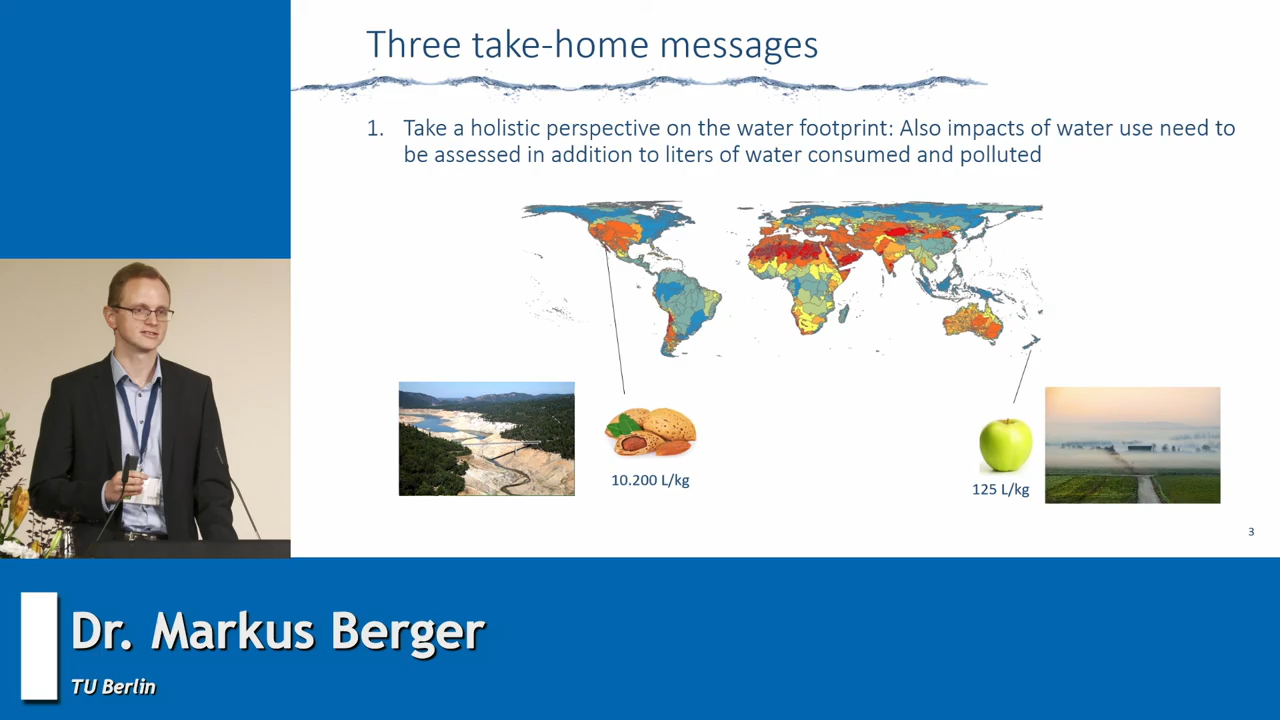 Three take-home messages
1. Take a holistic perspective on the water footprint: Also impacts of water use need to
be assessed in addition to liters of water consumed and polluted
10.200 L/kg
125 L/kg
3
Dr. Markus Berger
TU Berlin